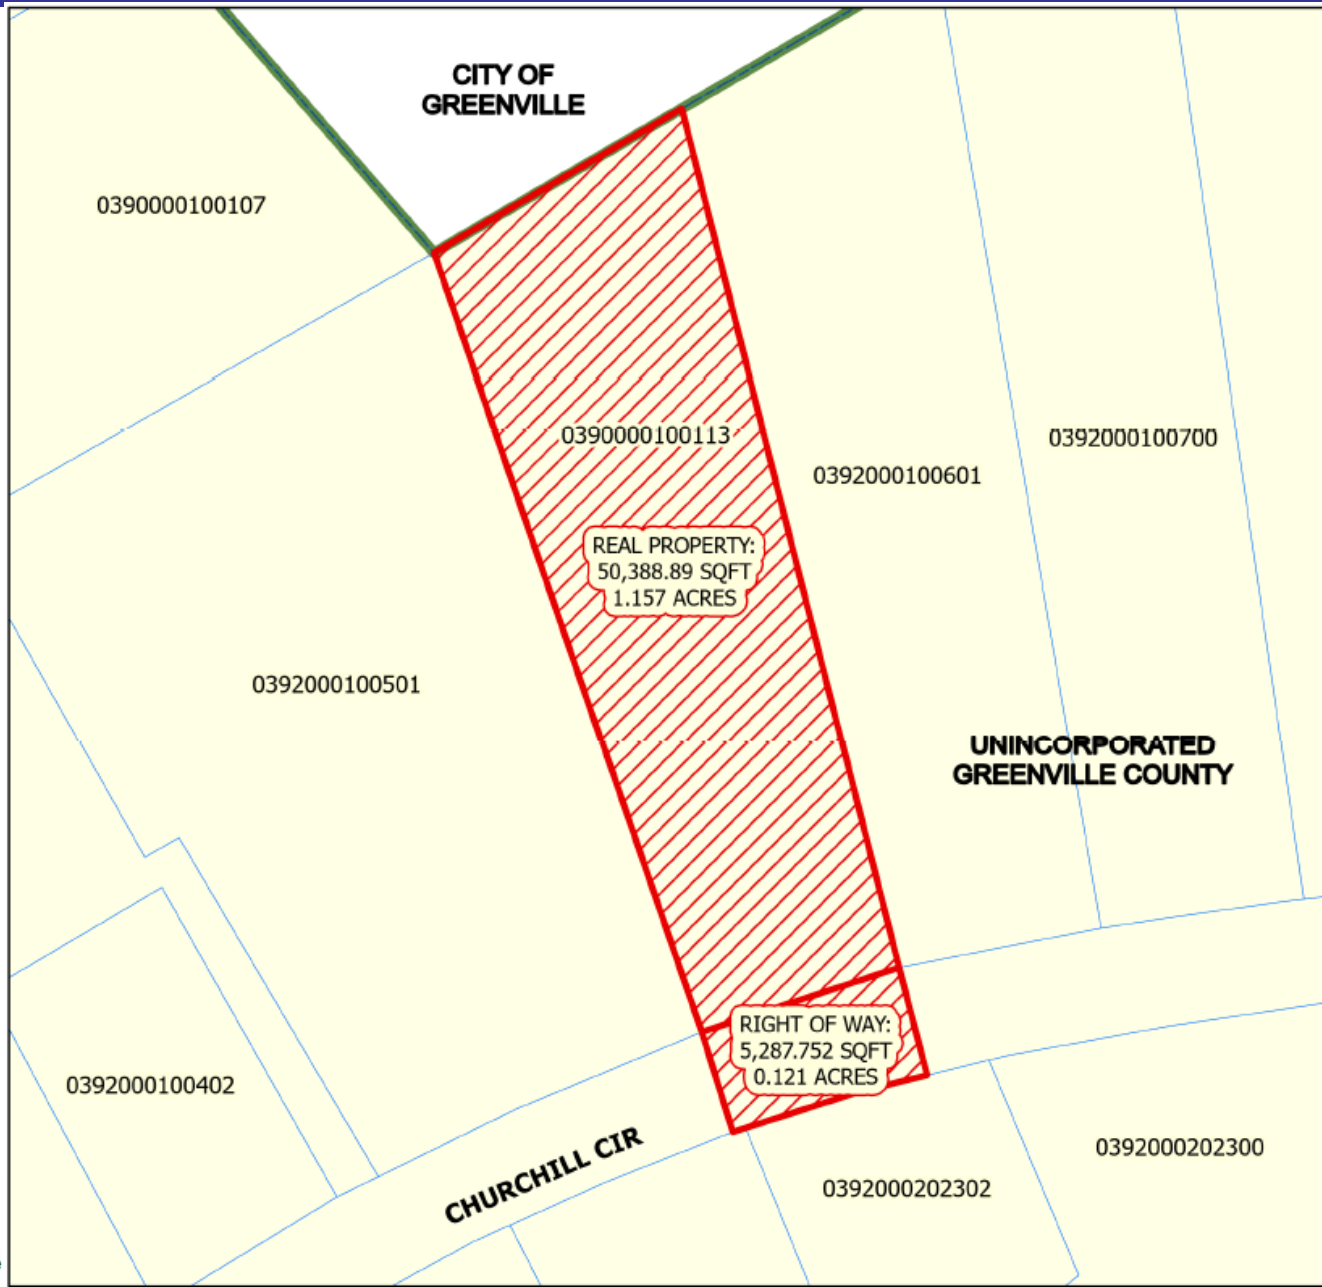 CITY OF
GREENVILLE
0390000100107
0390000100113
0392000100700
0392000100601
REAL PROPERTY:
50,388.89 SQFT
1.157 ACRES
0392000100501
UNINCORPORATED
GREENVILLE COUNTY
RIGHT OF WAY:
5,287.752 SQFT
0.121 ACRES
0392000100402
CHURCHILL CIR
0392000202300
0392000202302